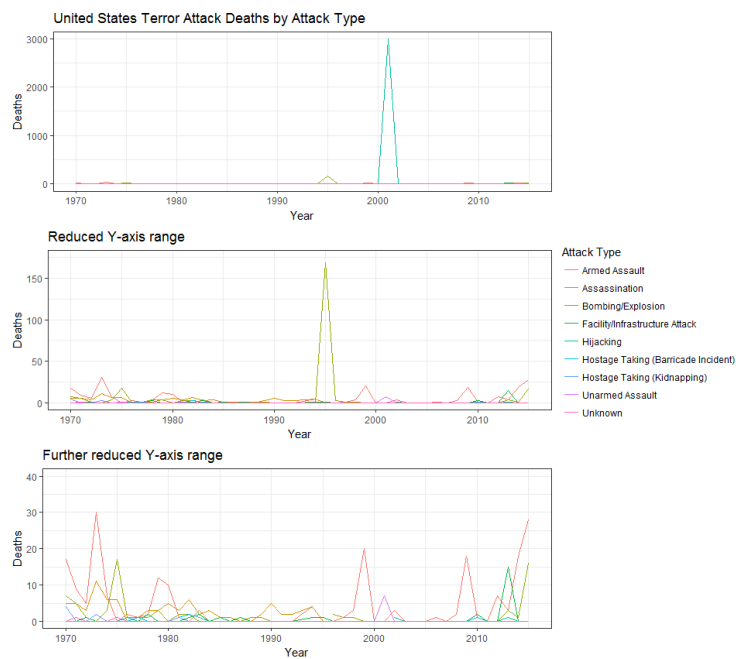 United States Terror Attack Deaths by Attack Type
3000
2000
1000
0
Deaths
1970
1980
1990
2000
2010
Year
Reduced Y-axis range
150
100
50
0
Deaths
1970
1980
1990
2000
2010
Year
Attack Type
Armed Assault
Assassination
Bombing/Explosion
Facility/Infrastructure Attack
Hijacking
Hostage Taking (Barricade Incident)
Hostage Taking (Kidnapping)
Unarmed Assault
Unknown
Further reduced Y-axis range
40
30
20
10
0
Deaths
1970
1980
1990
2000
2010
Year